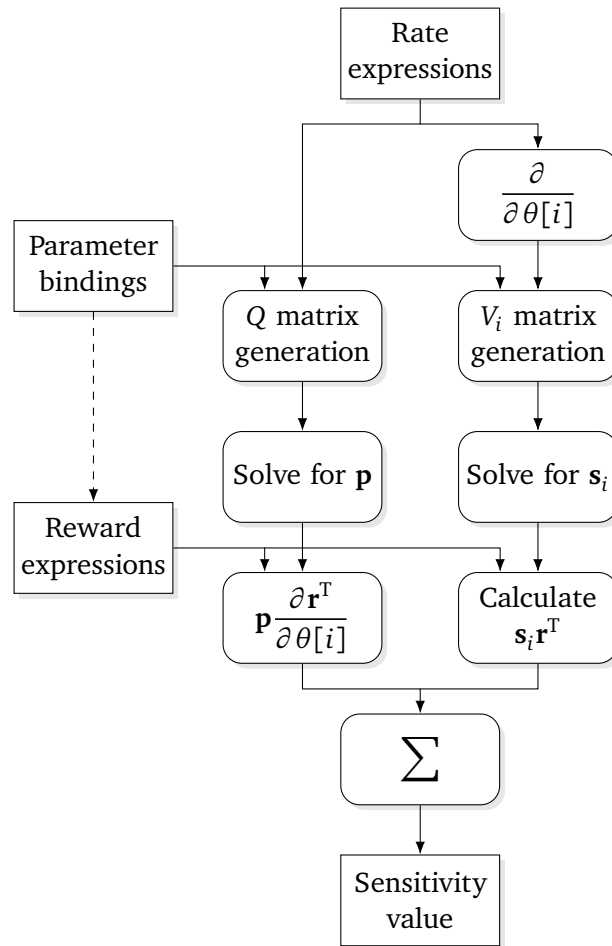 Rate
expressions
∂
∂θ[i]
Parameter
bindings
Q matrix
generation
V_i matrix
generation
Solve for p
Solve for s_i
Reward
expressions
p ∂r^T
∂θ[i]
Calculate
s_i r^T
∑
Sensitivity
value